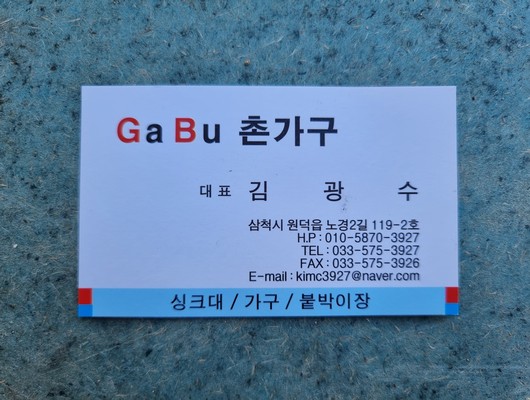 GaBu 촌가구
대표 김 광 수
삼척시 원덕읍 노경2길 119-2호
H.P : 010-5870-3927
TEL : 033-575-3927
FAX : 033-575-3926
E-mail : kimc3927@naver.com
싱크대 / 가구 / 붙박이장